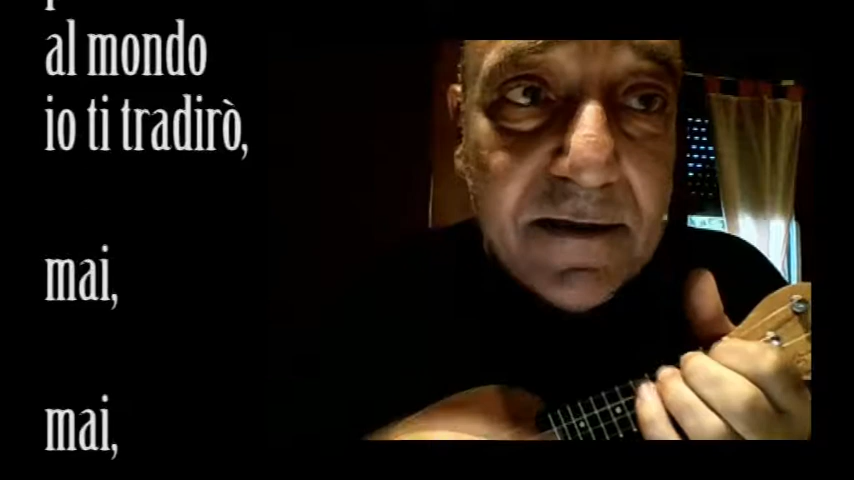 al mondo
io ti tradirò,
mai,
mai,